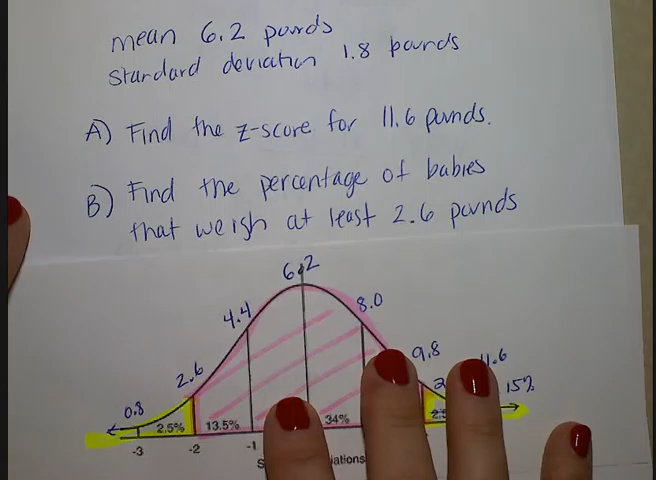 mean 6.2 pounds
standard deviation 1.8 pounds
A) Find the z-score for 11.6 pounds.
B) Find the percentage of babies
that weigh at least 2.6 pounds
6.2
4.4 8.0
2.6 9.8
0.8 11.6
15%
2.5% 13.5% 34%
-3 -2 -1